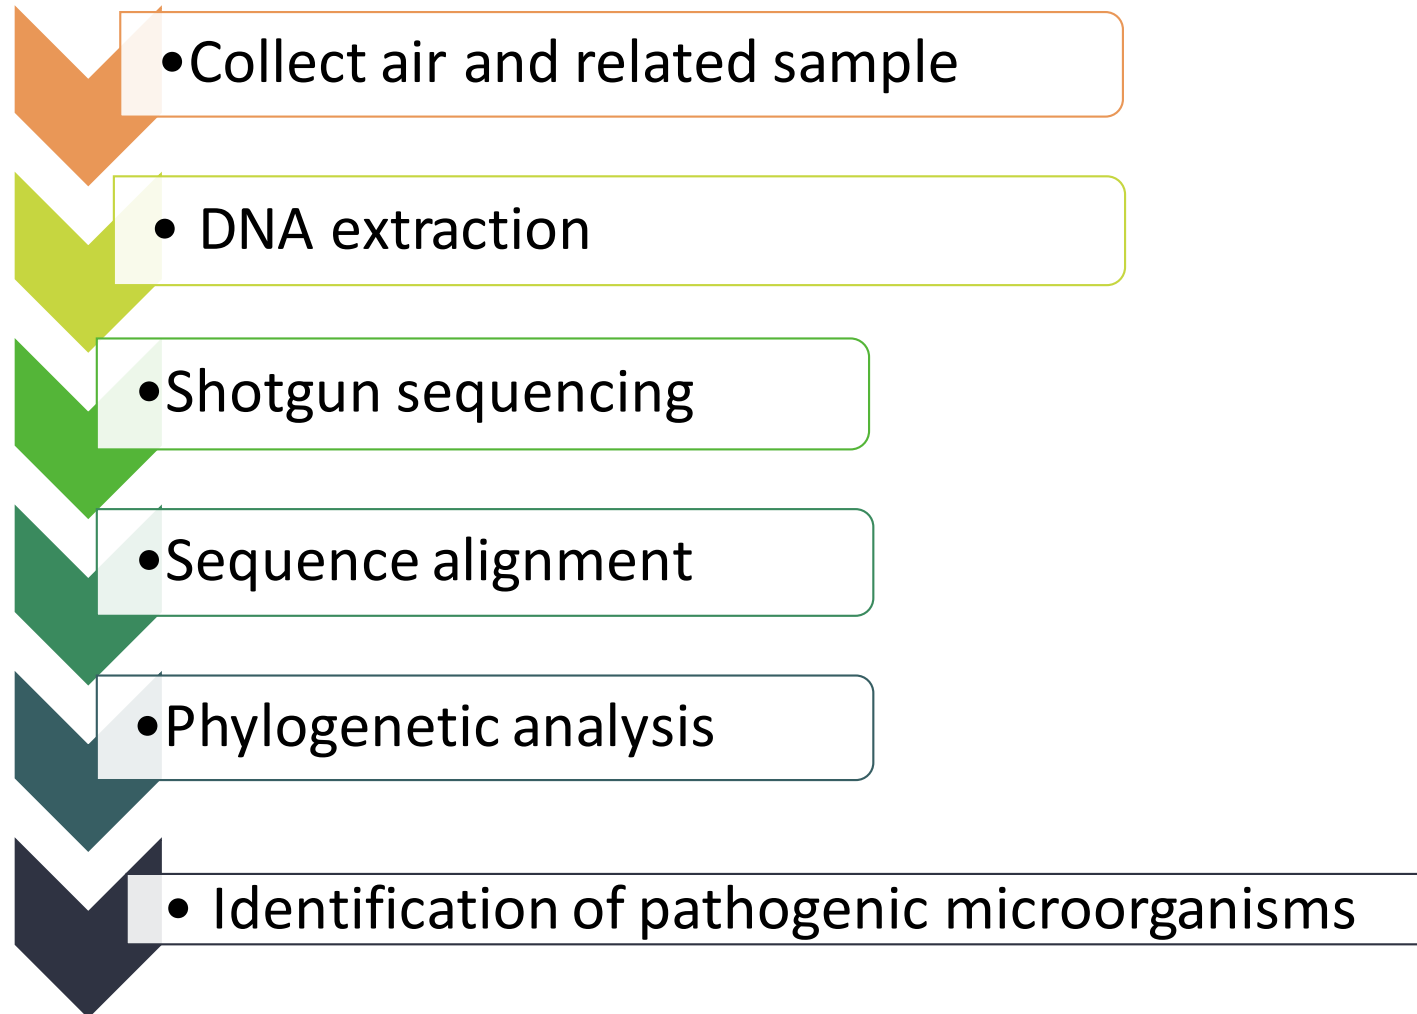 •Collect air and related sample
• DNA extraction
•Shotgun sequencing
•Sequence alignment
•Phylogenetic analysis
• Identification of pathogenic microorganisms